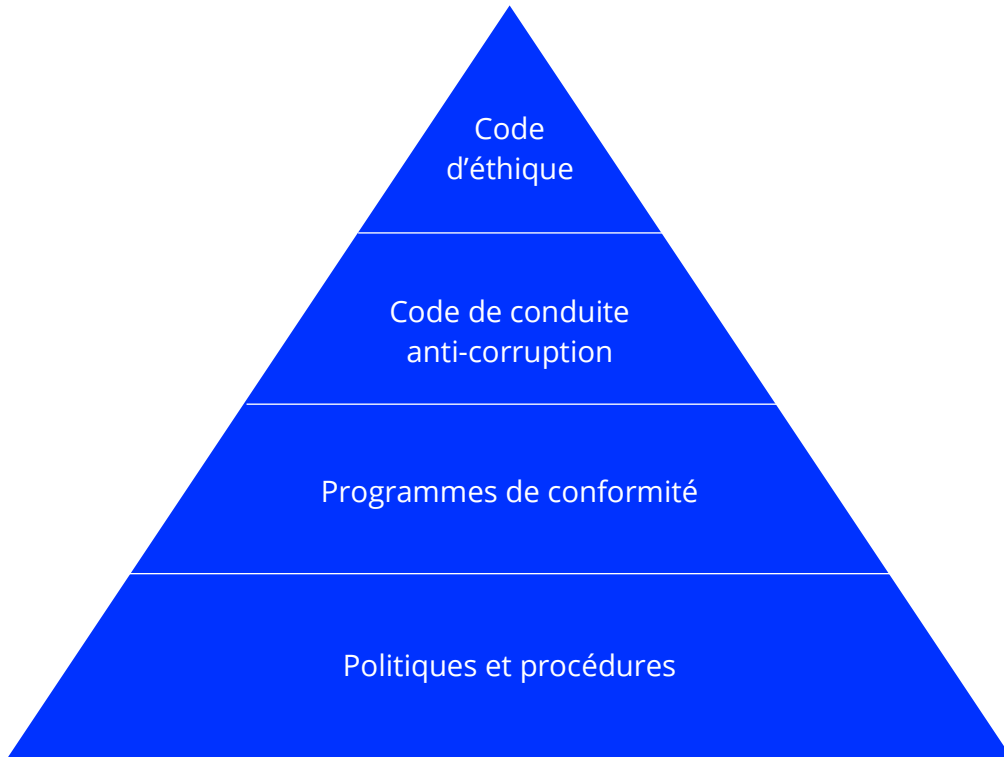 Code
d’éthique
Code de conduite
anti-corruption
Programmes de conformité
Politiques et procédures